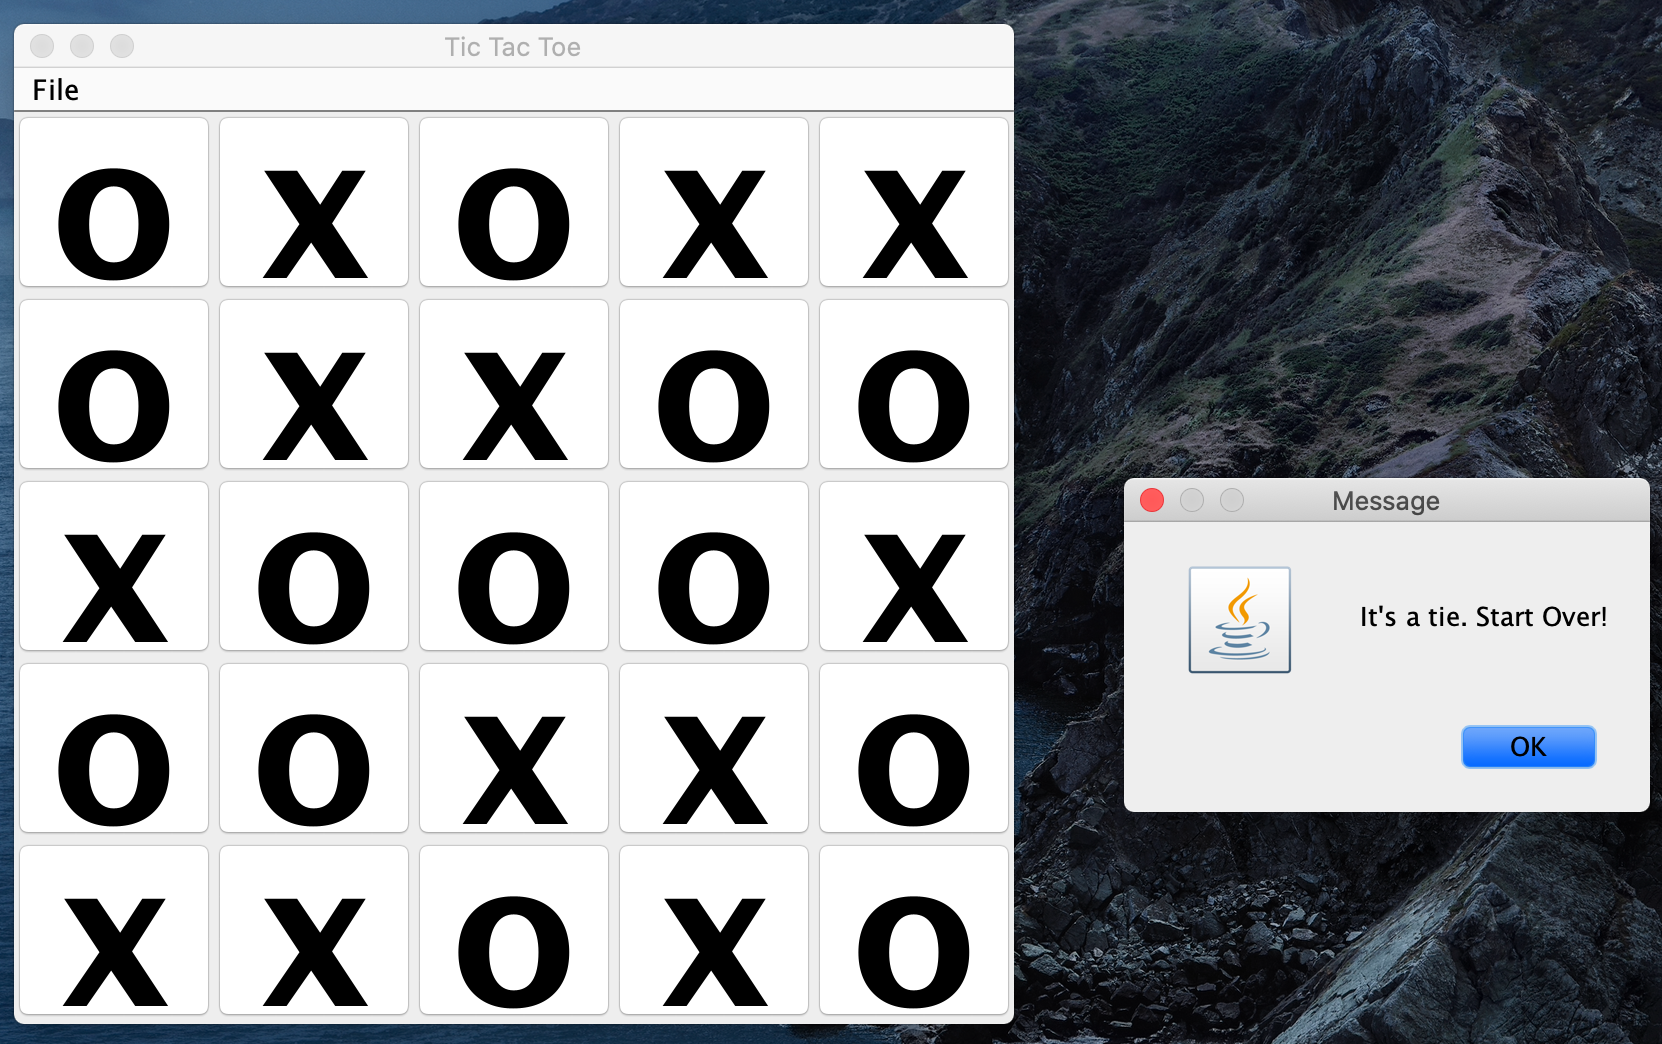 Tic Tac Toe
File
O X O X X
O X X O O
X O O O X
O O X X O
X X O X O
Message
It's a tie. Start Over!
OK